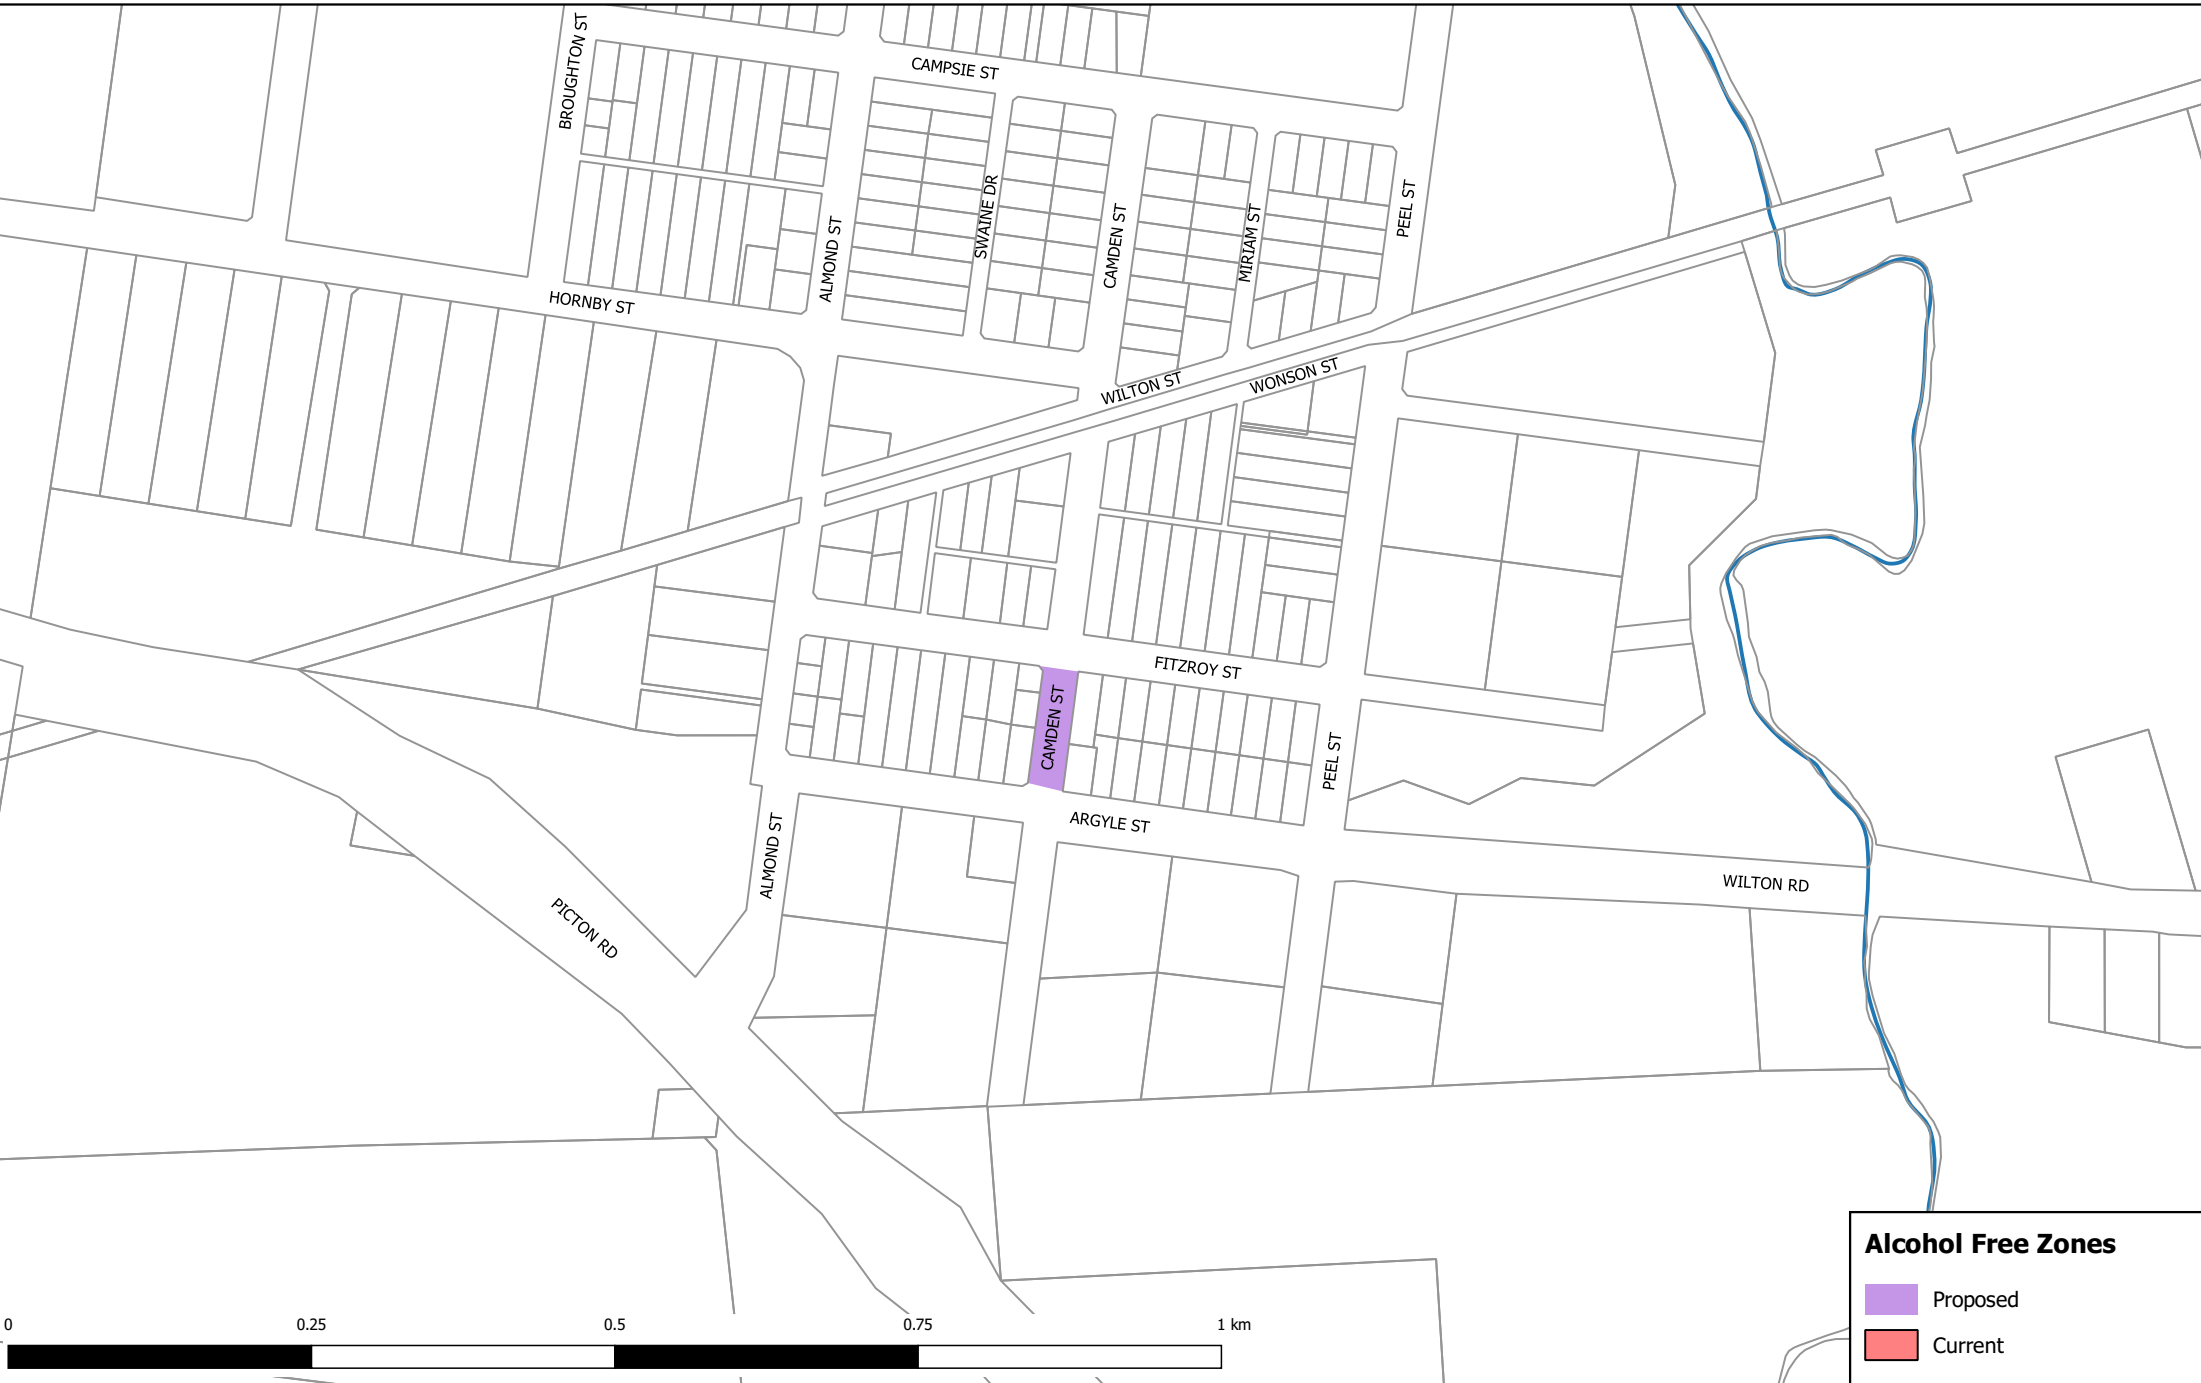 BROUGHTON ST
CAMPSIE ST
SWAINE DR
PEEL ST
CAMDEN ST
MIRIAM ST
ALMOND ST
HORNBY ST
WILTON ST
WONSON ST
FITZROY ST
CAMDEN ST
PEEL ST
ARGYLE ST
ALMOND ST
WILTON RD
PICTON RD
Alcohol Free Zones
Proposed
Current
0 0.25 0.5 0.75 1 km